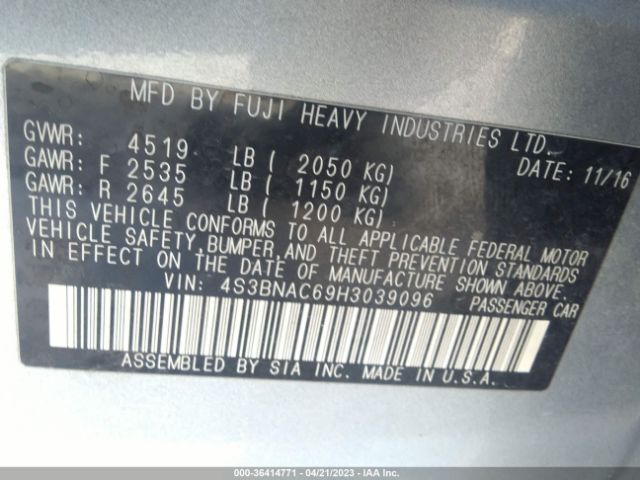 MFD BY FUJI HEAVY INDUSTRIES LTD.
GVWR: 4519 LB ( 2050 KG) DATE: 11/16
GAWR: F 2535 LB ( 1150 KG)
GAWR: R 2645 LB ( 1200 KG)
THIS VEHICLE CONFORMS TO ALL APPLICABLE FEDERAL MOTOR
VEHICLE SAFETY, BUMPER, AND THEFT PREVENTION STANDARDS
IN EFFECT ON THE DATE OF MANUFACTURE SHOWN ABOVE.
VIN: 4S3BNAC69H3039096 PASSENGER CAR
ASSEMBLED BY SIA INC. MADE IN U.S.A.
000-36414771 - 04/21/2023 - IAA Inc.